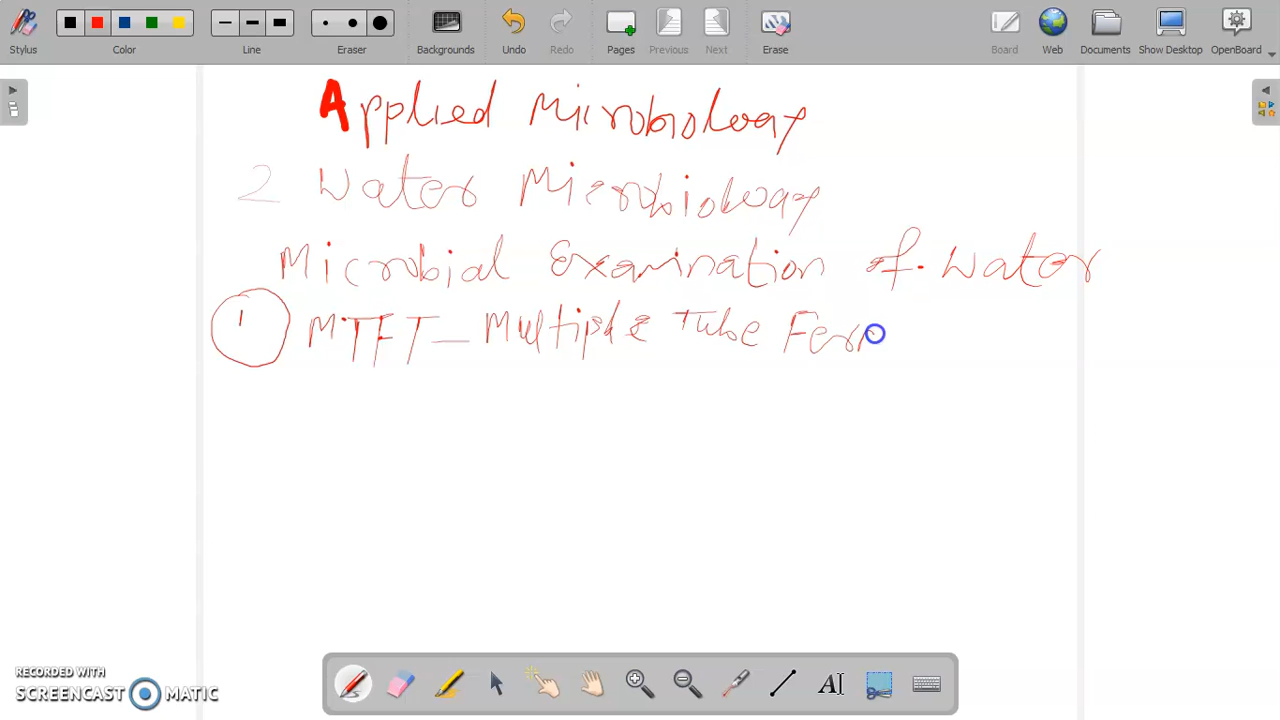 Stylus Color Line Eraser Backgrounds Undo Redo Pages Previous Next Erase Board Web Documents Show Desktop OpenBoard
Applied Microbiology
2 Water Microbiology
Microbial Examination of Water
1 MTFT - Multiple Tube Fer
RECORDED WITH
SCREENCAST MATIC